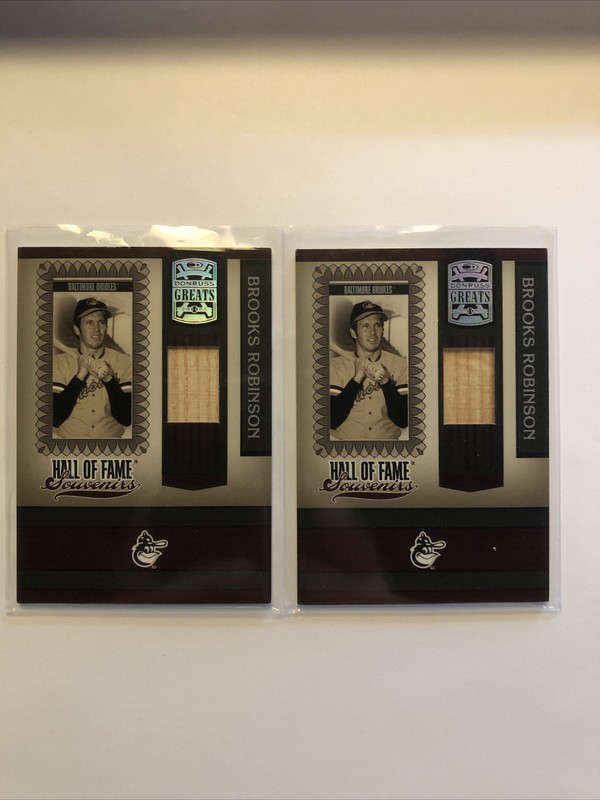 BALTIMORE ORIOLES
DONRUSS
GREATS
BROOKS ROBINSON
HALL OF FAME
Souvenirs
BALTIMORE ORIOLES
DONRUSS
GREATS
BROOKS ROBINSON
HALL OF FAME
Souvenirs